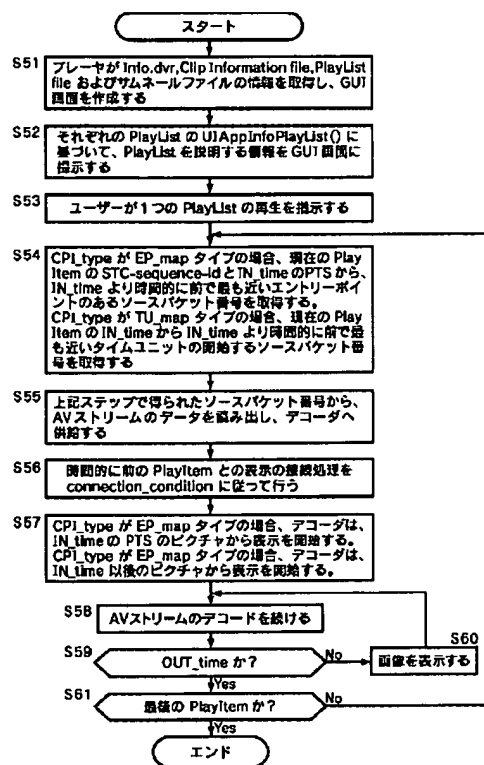 スタート
S51
プレーヤが Info.dvr,Clip Information file,PlayList
file およびサムネールファイルの情報を取得し、GUI
画面を作成する
S52
それぞれの PlayList の UIAppInfoPlayList() に
基づいて、PlayList を説明する情報を GUI 画面に
提示する
S53
ユーザーが 1 つの PlayList の再生を指示する
S54
CPI_type が EP_map タイプの場合、現在の Play
Item の STC-sequence-id と IN_time の PTS から、
IN_time より時間的に前で最も近いエントリーポ
イントのあるソースパケット番号を取得する。
CPI_type が TU_map タイプの場合、現在の Play
Item の IN_time から IN_time より時間的に前で最
も近いタイムユニットの開始するソースパケット番
号を取得する
S55
上記ステップで得られたソースパケット番号から、
AVストリームのデータを読み出し、デコーダへ
供給する
S56
時間的に前の PlayItem との表示の接続処理を
connection_condition に従って行う
S57
CPI_type が EP_map タイプの場合、デコーダは、
IN_time の PTS のピクチャから表示を開始する。
CPI_type が EP_map タイプの場合、デコーダは、
IN_time 以後のピクチャから表示を開始する。
S58
AVストリームのデコードを続ける
S59
OUT_time か?
No
S60
画像を表示する
Yes
S61
最後の PlayItem か?
No
Yes
エンド